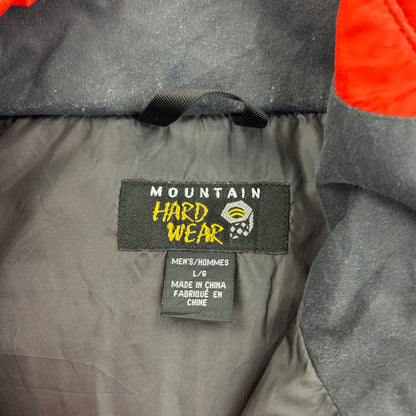 MOUNTAIN
HARD
WEAR
MEN'S/HOMMES
L/G
MADE IN CHINA
FABRIQUÉ EN
CHINE